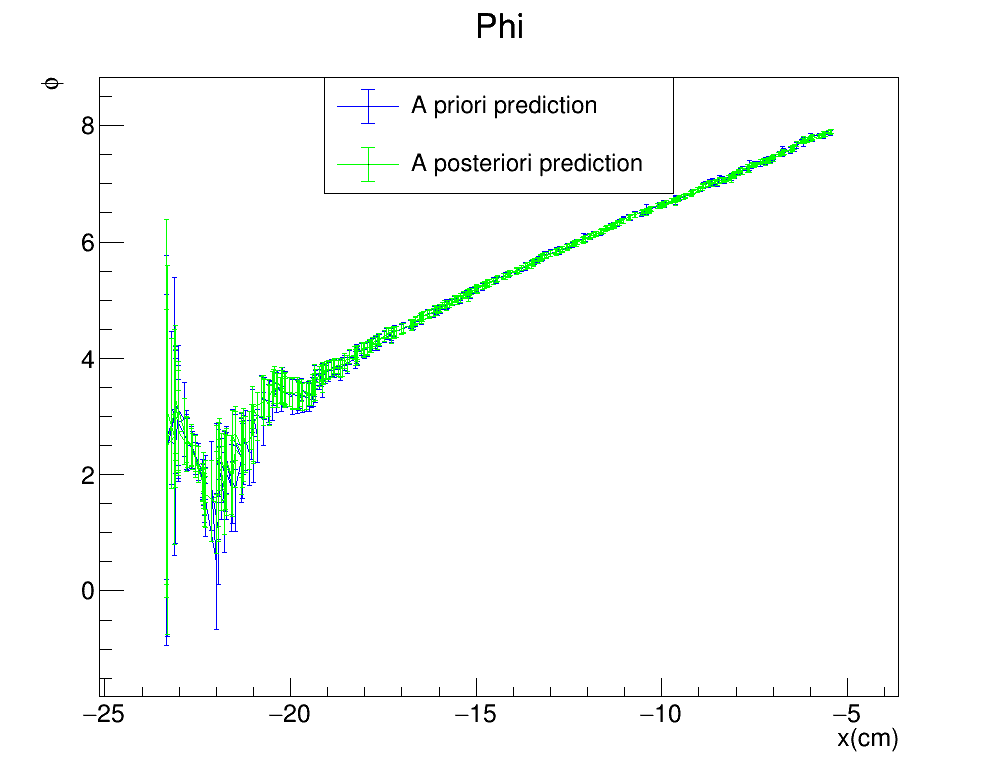 Phi
ϕ
A priori prediction
A posteriori prediction
8
6
4
2
0
−25 −20 −15 −10 −5
x(cm)